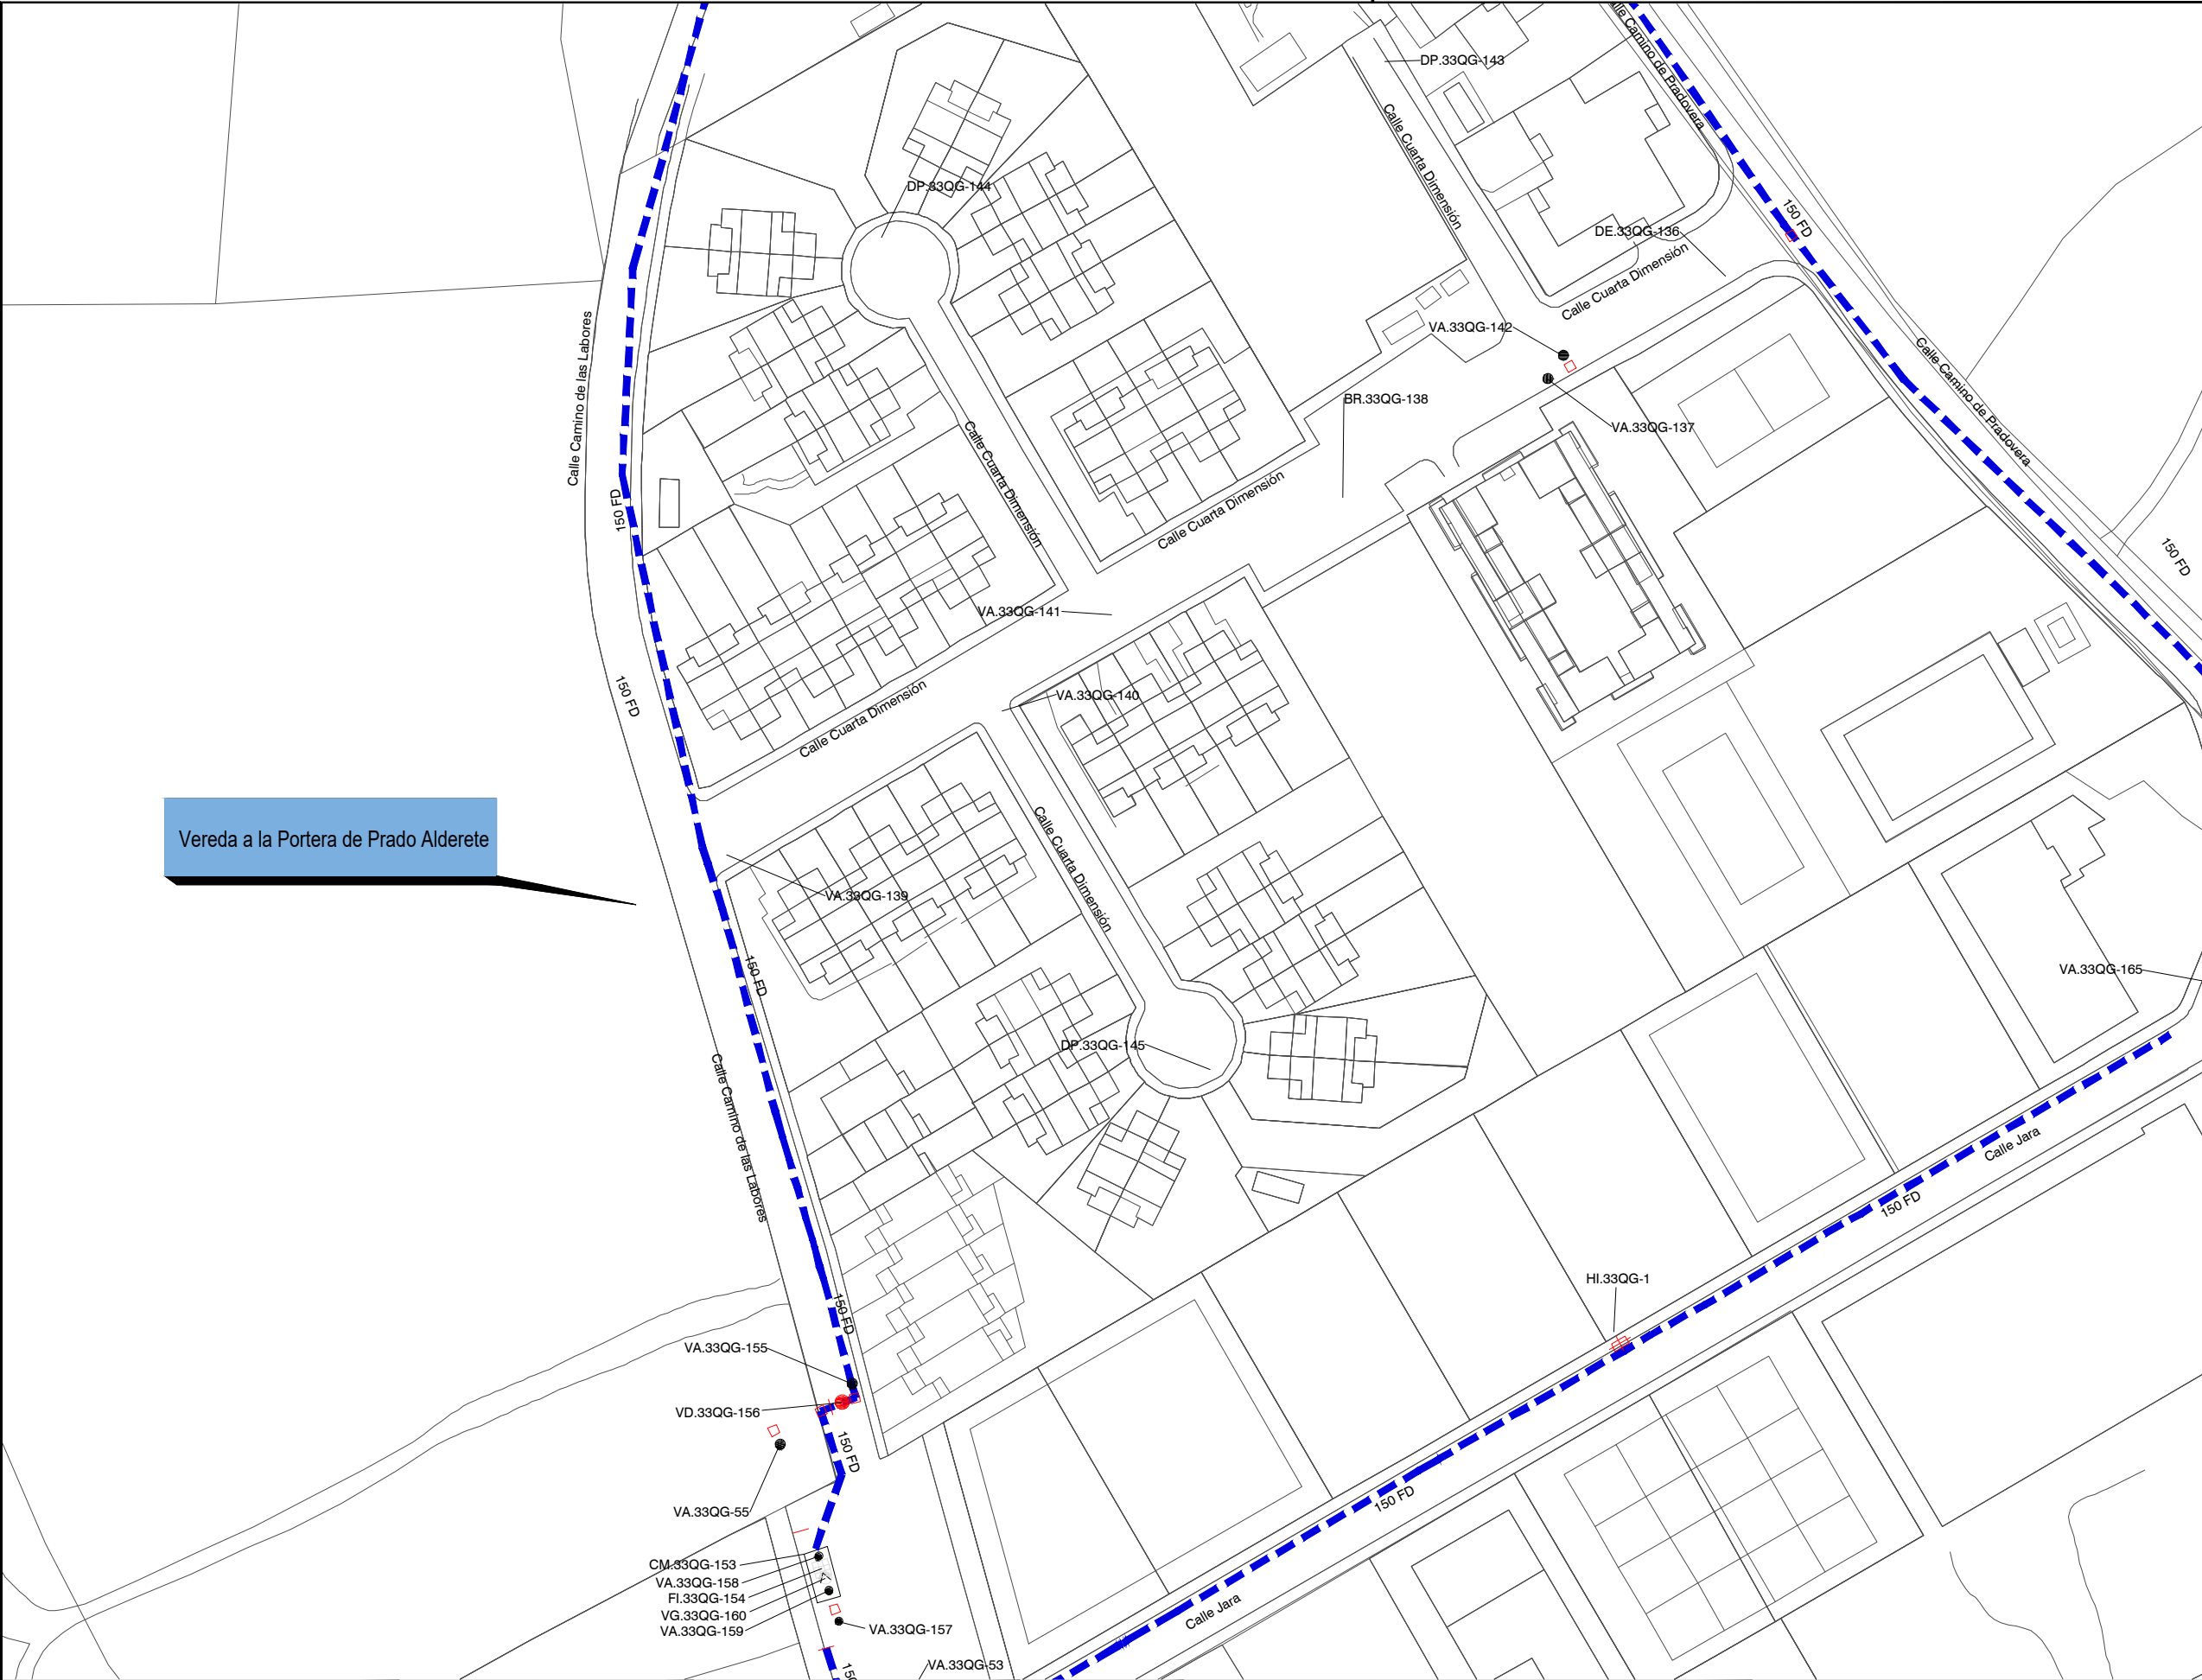 Calle Camino de Pradovera
DP.33QG-143
Calle Cuarta Dimensión
DP.33QG-144
150 FD
DE.33QG-136
Calle Cuarta Dimensión
Calle Camino de las Labores
VA.33QG-142
Calle Camino de Pradovera
BR.33QG-138
VA.33QG-137
Calle Cuarta Dimensión
Calle Cuarta Dimensión
150 FD
150 FD
VA.33QG-141
150 FD
VA.33QG-140
Calle Cuarta Dimensión
Vereda a la Portera de Prado Alderete
Calle Cuarta Dimensión
VA.33QG-139
150 FD
VA.33QG-165
DP.33QG-145
Calle Camino de las Labores
Calle Jara
150 FD
HI.33QG-1
150 FD
VA.33QG-155
VD.33QG-156
150 FD
150 FD
VA.33QG-55
CM.33QG-153
VA.33QG-158
FI.33QG-154
VG.33QG-160
VA.33QG-159
VA.33QG-157
Calle Jara
VA.33QG-53